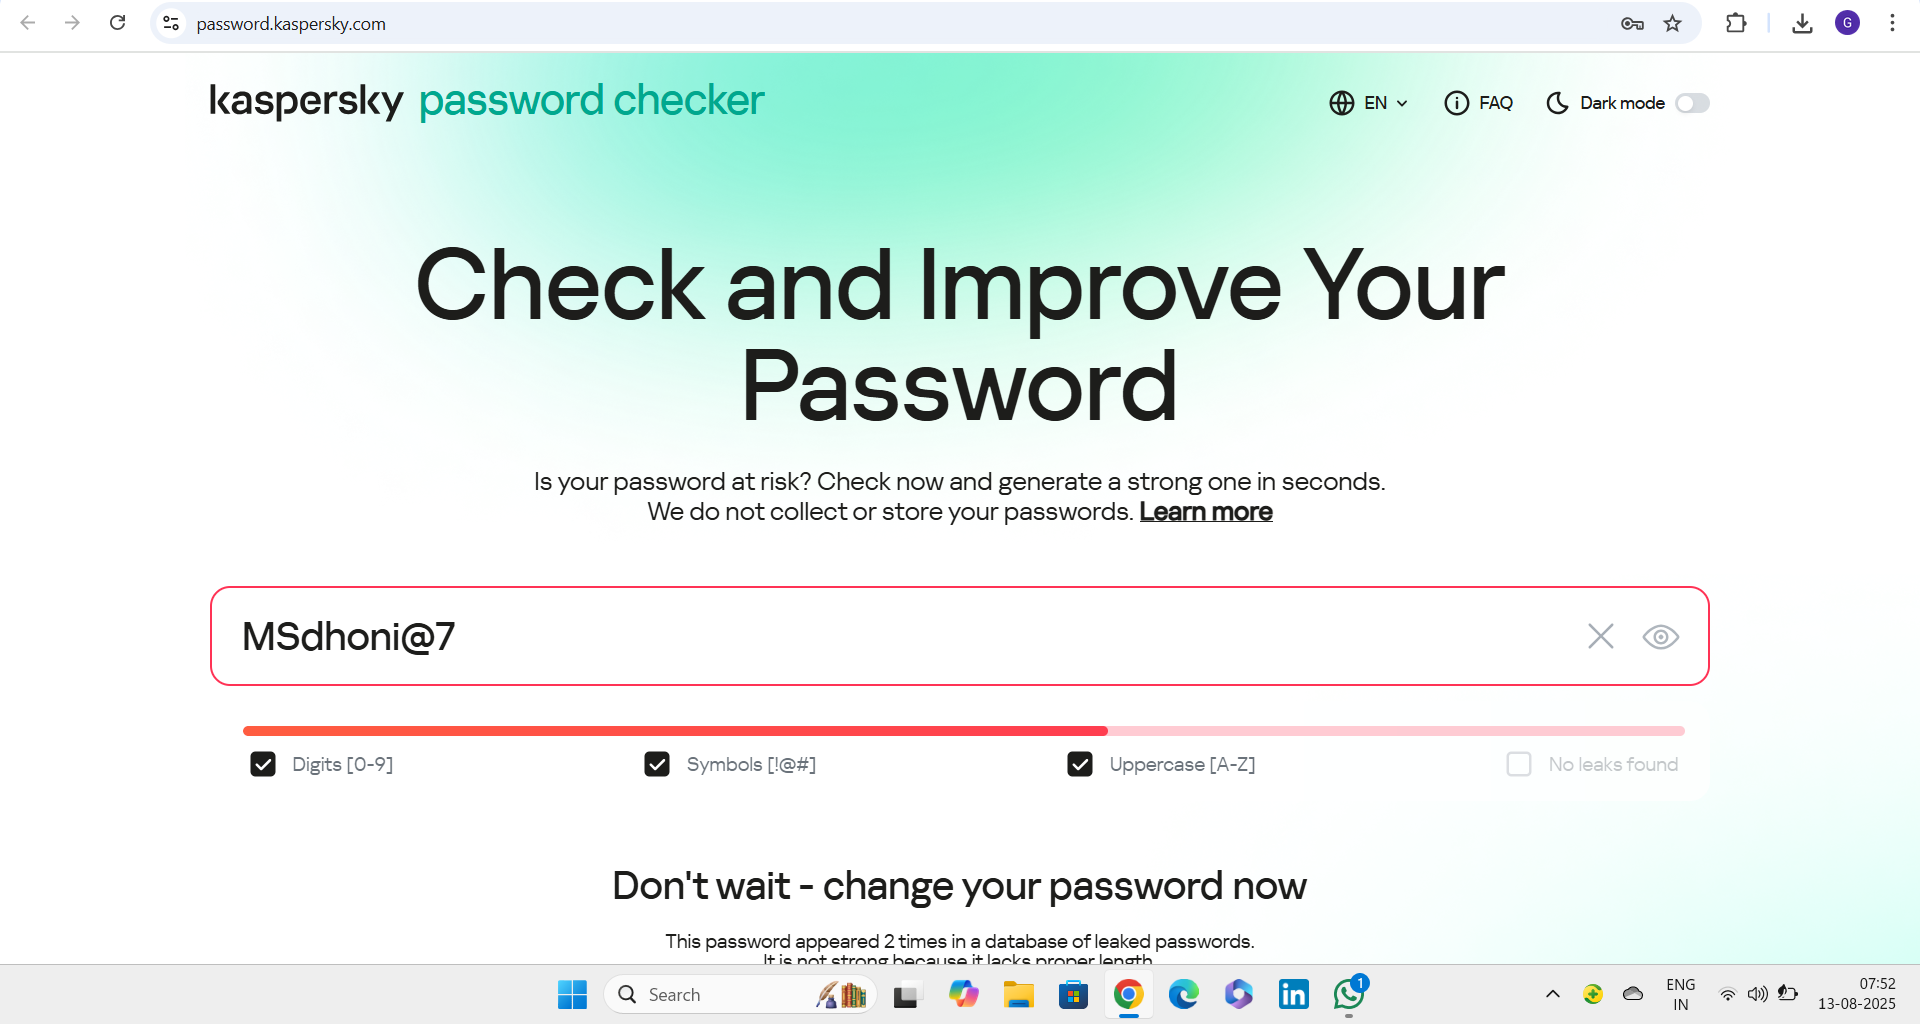 password.kaspersky.com
G
kaspersky password checker
EN
FAQ
Dark mode
Check and Improve Your
Password
Is your password at risk? Check now and generate a strong one in seconds.
We do not collect or store your passwords. Learn more
MSdhoni@7
Digits [0-9]
Symbols [!@#]
Uppercase [A-Z]
No leaks found
Don't wait - change your password now
This password appeared 2 times in a database of leaked passwords.
It is not strong because it lacks proper length
Search
in
1
ENG
IN
07:52
13-08-2025